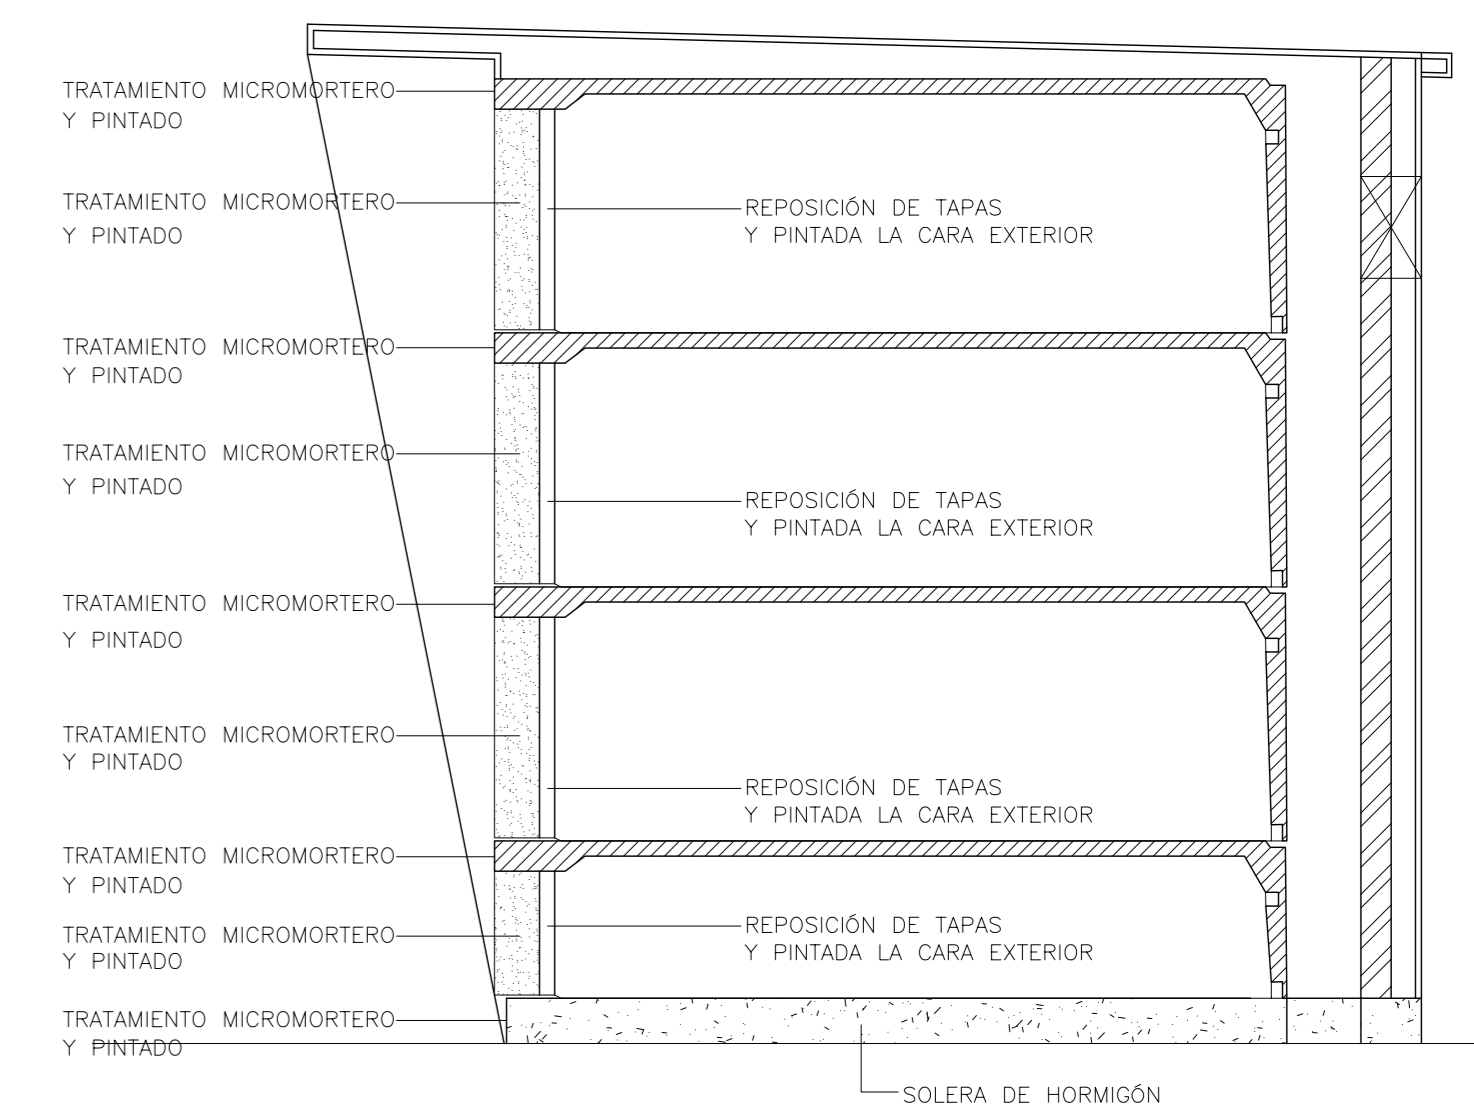 TRATAMIENTO MICROMORTERO
Y PINTADO
TRATAMIENTO MICROMORTERO
Y PINTADO
REPOSICIÓN DE TAPAS
Y PINTADA LA CARA EXTERIOR
TRATAMIENTO MICROMORTERO
Y PINTADO
TRATAMIENTO MICROMORTERO
Y PINTADO
REPOSICIÓN DE TAPAS
Y PINTADA LA CARA EXTERIOR
TRATAMIENTO MICROMORTERO
Y PINTADO
TRATAMIENTO MICROMORTERO
Y PINTADO
REPOSICIÓN DE TAPAS
Y PINTADA LA CARA EXTERIOR
TRATAMIENTO MICROMORTERO
Y PINTADO
TRATAMIENTO MICROMORTERO
Y PINTADO
REPOSICIÓN DE TAPAS
Y PINTADA LA CARA EXTERIOR
TRATAMIENTO MICROMORTERO
Y PINTADO
SOLERA DE HORMIGÓN